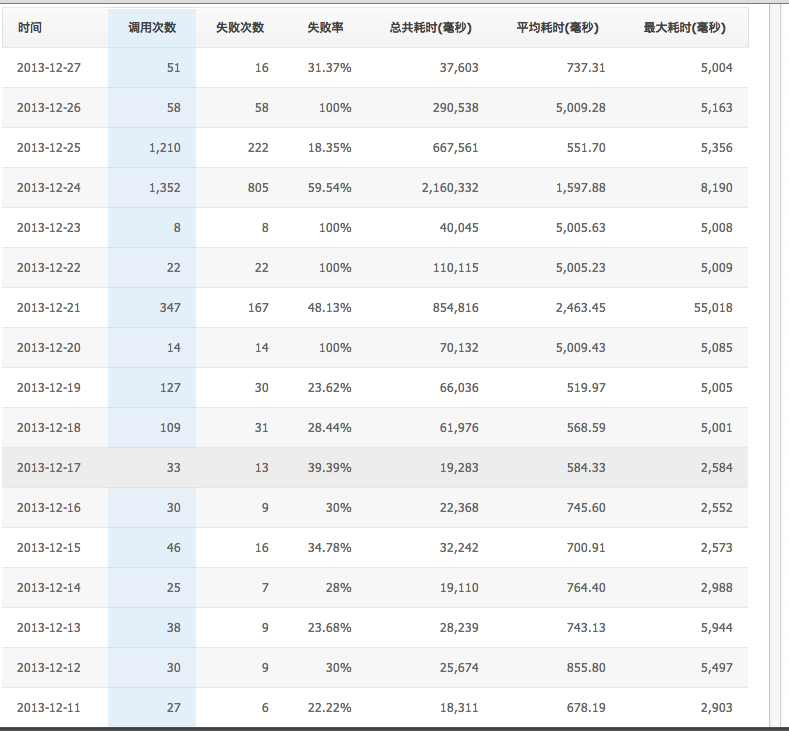 时间 调用次数 失败次数 失败率 总共耗时(毫秒) 平均耗时(毫秒) 最大耗时(毫秒)
2013-12-27 51 16 31.37% 37,603 737.31 5,004
2013-12-26 58 58 100% 290,538 5,009.28 5,163
2013-12-25 1,210 222 18.35% 667,561 551.70 5,356
2013-12-24 1,352 805 59.54% 2,160,332 1,597.88 8,190
2013-12-23 8 8 100% 40,045 5,005.63 5,008
2013-12-22 22 22 100% 110,115 5,005.23 5,009
2013-12-21 347 167 48.13% 854,816 2,463.45 55,018
2013-12-20 14 14 100% 70,132 5,009.43 5,085
2013-12-19 127 30 23.62% 66,036 519.97 5,005
2013-12-18 109 31 28.44% 61,976 568.59 5,001
2013-12-17 33 13 39.39% 19,283 584.33 2,584
2013-12-16 30 9 30% 22,368 745.60 2,552
2013-12-15 46 16 34.78% 32,242 700.91 2,573
2013-12-14 25 7 28% 19,110 764.40 2,988
2013-12-13 38 9 23.68% 28,239 743.13 5,944
2013-12-12 30 9 30% 25,674 855.80 5,497
2013-12-11 27 6 22.22% 18,311 678.19 2,903